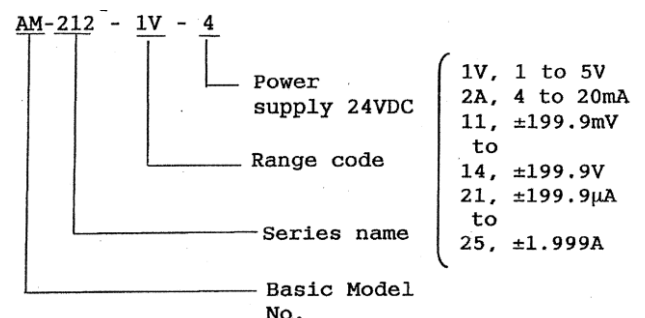 AM-212 - 1V - 4
Power
supply 24VDC
Range code
Series name
Basic Model
No.
1V, 1 to 5V
2A, 4 to 20mA
11, ±199.9mV
to
14, ±199.9V
21, ±199.9μA
to
25, ±1.999A